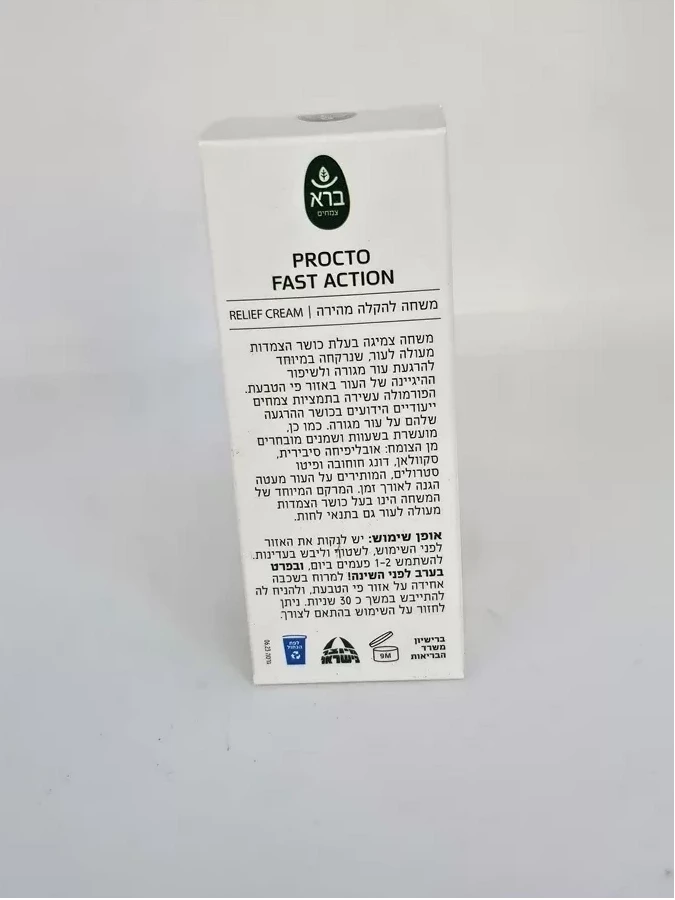 ברא
צמחים
PROCTO
FAST ACTION
משחה להקלה מהירה | RELIEF CREAM
משחה צמיגה בעלת כושר הצמדות
מעולה לעור, שנרקחה במיוחד
להרגעת עור מגורה ולשיפור
ההיגיינה של העור באזור פי הטבעת.
הפורמולה עשירה בתמציות צמחים
ייעודיים הידועים בכושר ההרגעה
שלהם על עור מגורה. כמו כן,
מועשרת בשעוות ושמנים מובחרים
מן הצומח: אובליפיחה סיבירית,
סקוולאן, דונג חוחובה ופיטו
סטרולים, המותירים על העור מעטה
הגנה לאורך זמן. המרקם המיוחד של
המשחה הינו בעל כושר הצמדות
מעולה לעור גם בתנאי לחות.
אופן שימוש: יש לנקות את האזור
לפני השימוש, לשטוף וליבש בעדינות.
להשתמש 1-2 פעמים ביום, ובפרט
בערב לפני השינה! למרוח בשכבה
אחידה על אזור פי הטבעת, ולהניח לה
להתייבש במשך כ 30 שניות. ניתן
לחזור על השימוש בהתאם לצורך.
ברישיון
משרד
הבריאות
9M
תוצר
ישראל
לפח
הכחול